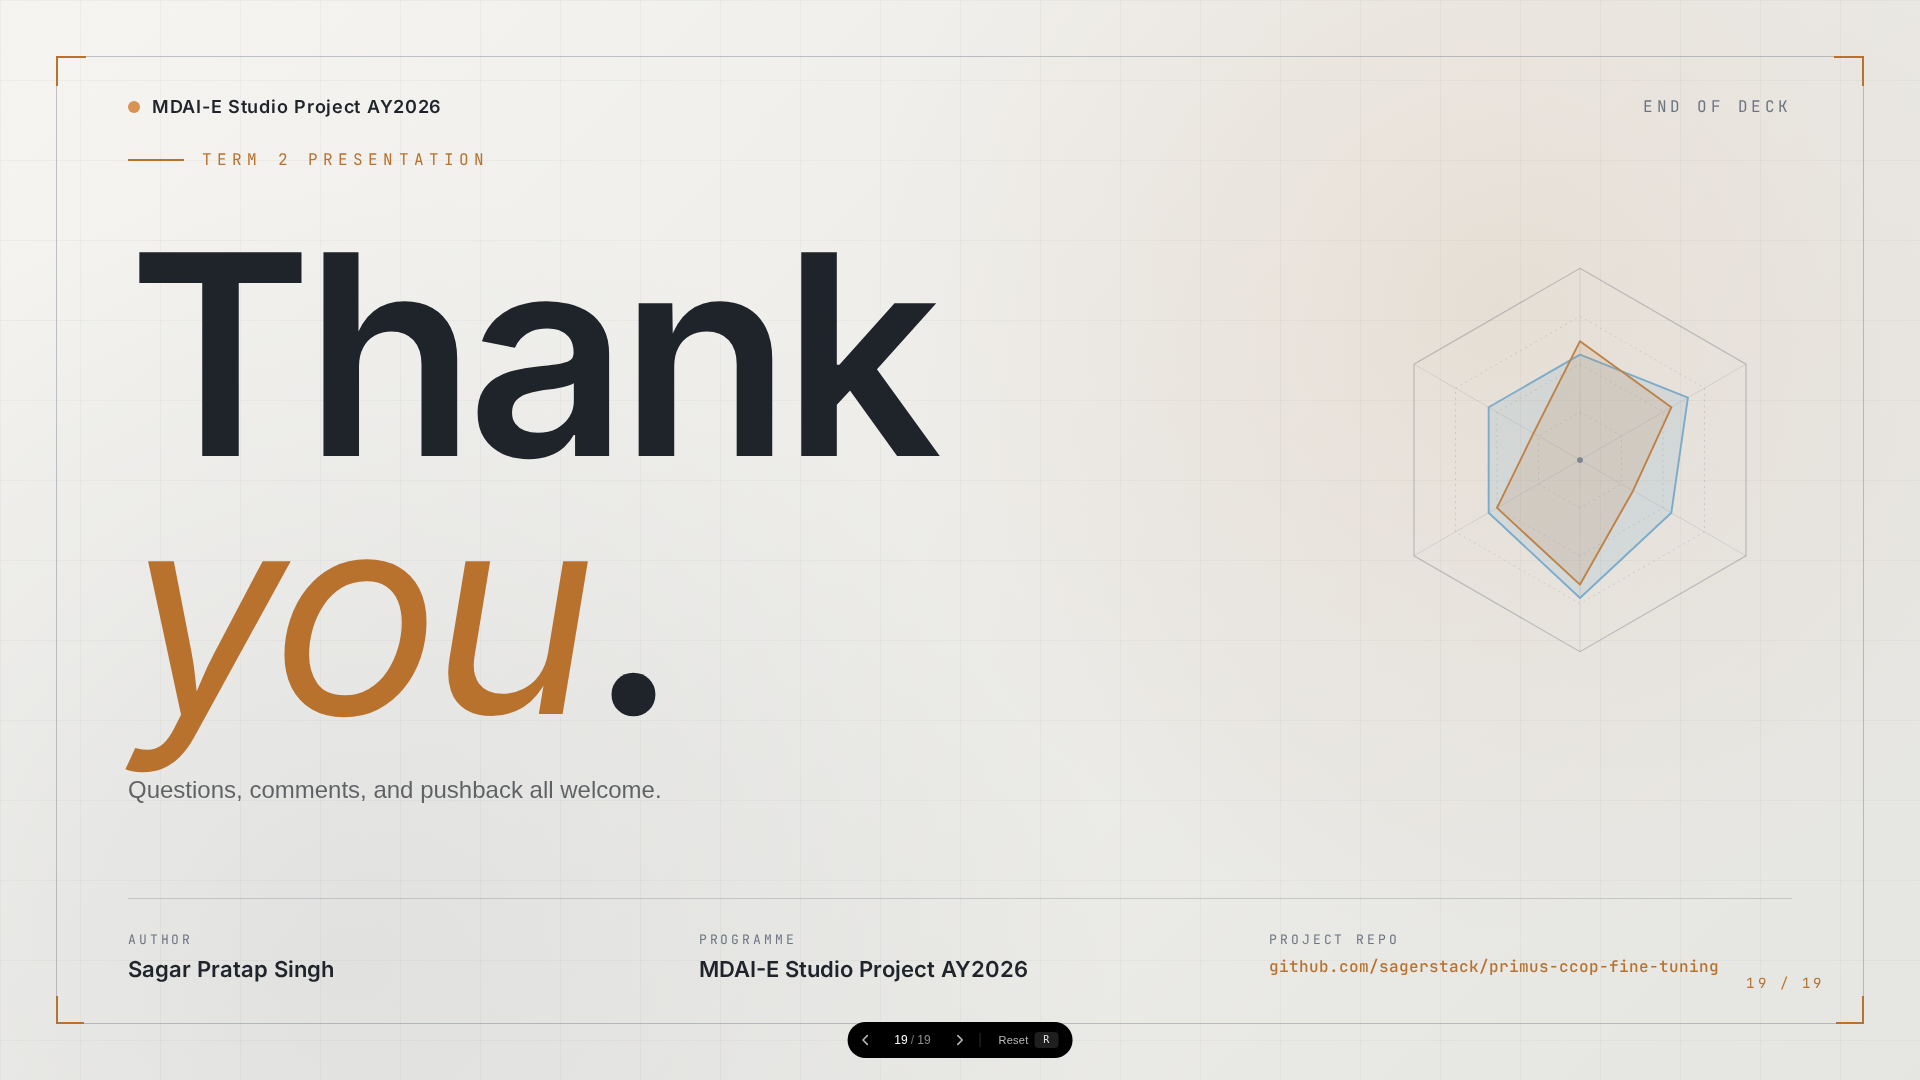 MDAI-E Studio Project AY2026
END OF DECK
TERM 2 PRESENTATION
Thank
you.
Questions, comments, and pushback all welcome.
AUTHOR
Sagar Pratap Singh
PROGRAMME
MDAI-E Studio Project AY2026
PROJECT REPO
github.com/sagerstack/primus-ccop-fine-tuning
19 / 19
19 / 19
Reset R